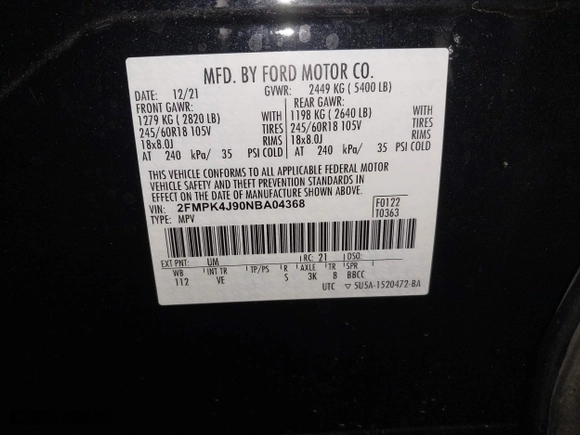 MFD. BY FORD MOTOR CO.
DATE: 12/21 GVWR: 2449 KG ( 5400 LB)
FRONT GAWR: REAR GAWR:
1279 KG ( 2820 LB) WITH 1198 KG ( 2640 LB) WITH
245/60R18 105V TIRES 245/60R18 105V TIRES
18x8.0J RIMS 18x8.0J RIMS
AT 240 kPa/ 35 PSI COLD AT 240 kPa/ 35 PSI COLD
THIS VEHICLE CONFORMS TO ALL APPLICABLE FEDERAL MOTOR
VEHICLE SAFETY AND THEFT PREVENTION STANDARDS IN
EFFECT ON THE DATE OF MANUFACTURE SHOWN ABOVE.
VIN: 2FMPK4J90NBA04368 F0122
TYPE: MPV T0363
EXT PNT: UM RC: 21 DSO:
WB INT TR TP/PS R AXLE TR SPR
112 VE S 3K 8 BBCC
UTC ▽ 5U5A-1520472-BA